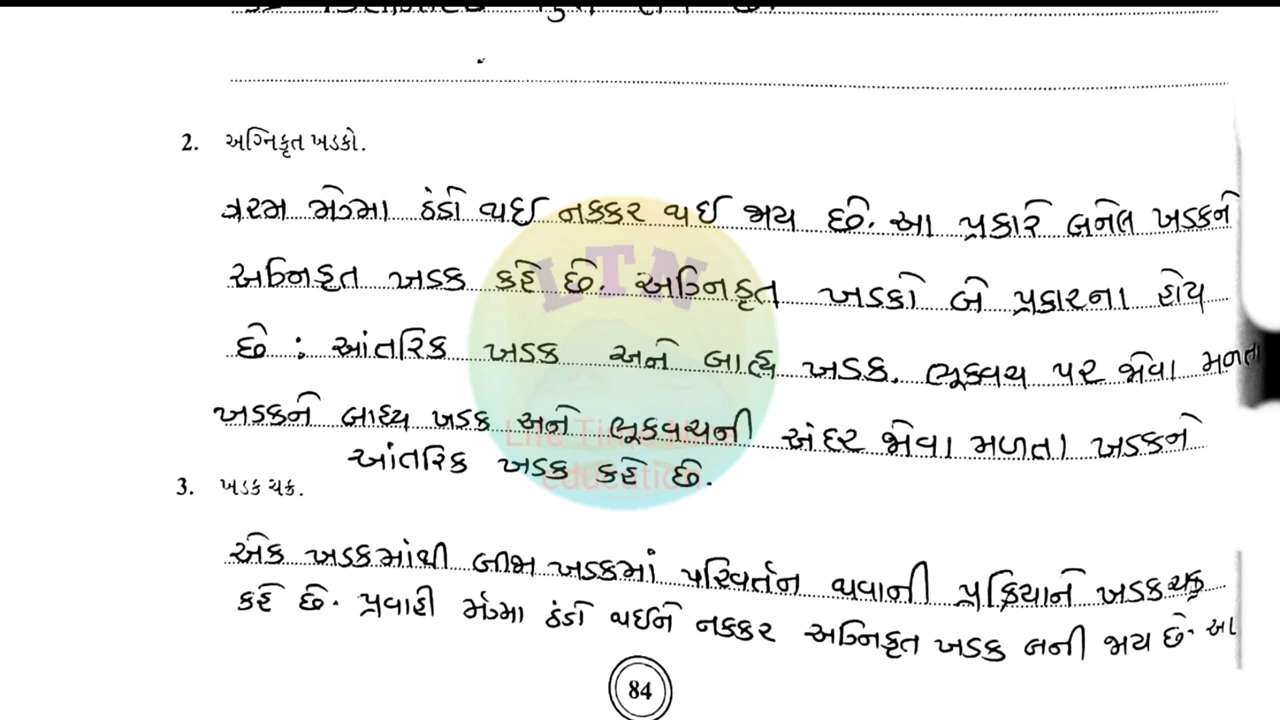 2. અગ્નિકૃત ખડકો.
ગરમ મેગ્મા ઠંડો થઈ નક્કર થઈ જાય છે. આ પ્રકારે બનેલ ખડકને
અગ્નિકૃત ખડક કહે છે. અગ્નિકૃત ખડકો બે પ્રકારના હોય
છે : આંતરિક ખડક અને બાહ્ય ખડક. ભૂકવચ પર જોવા મળતા
ખડકને બાહ્ય ખડક અને ભૂકવચની અંદર જોવા મળતા ખડકને
આંતરિક ખડક કહે છે.
3. ખડક ચક્ર.
એક ખડકમાંથી બીજા ખડકમાં પરિવર્તન થવાની પ્રક્રિયાને ખડકચક્ર
કહે છે. પ્રવાહી મેગ્મા ઠંડો થઈને નક્કર અગ્નિકૃત ખડક બની જાય છે. આ
84
LTN